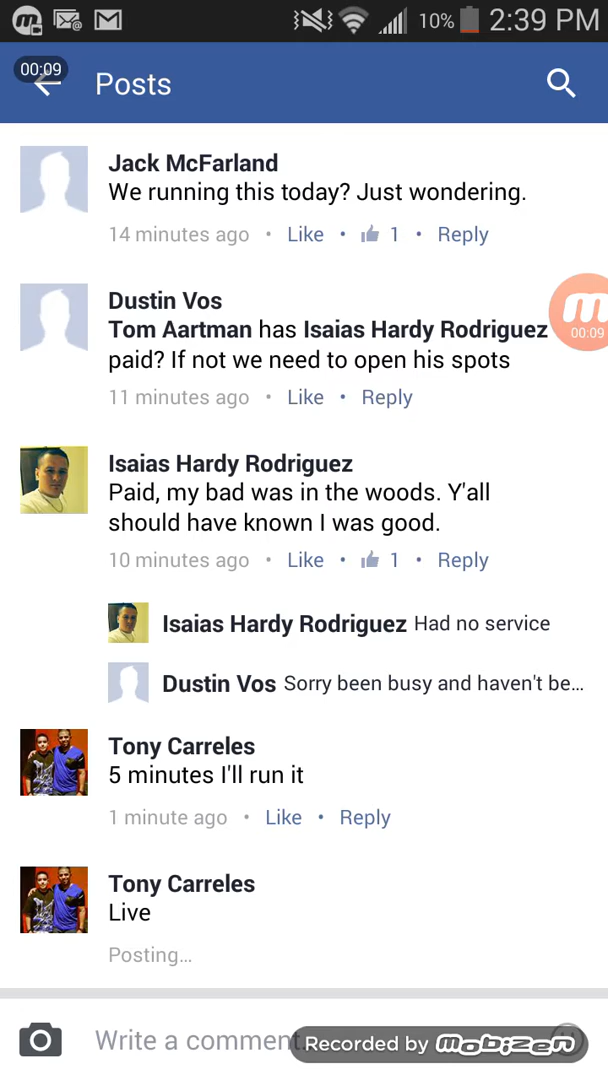 10% 2:39 PM
00:09
Posts
Jack McFarland
We running this today? Just wondering.
14 minutes ago • Like • 1 • Reply
Dustin Vos
Tom Aartman has Isaias Hardy Rodriguez
paid? If not we need to open his spots
00:09
11 minutes ago • Like • Reply
Isaias Hardy Rodriguez
Paid, my bad was in the woods. Y'all
should have known I was good.
10 minutes ago • Like • 1 • Reply
Isaias Hardy Rodriguez Had no service
Dustin Vos Sorry been busy and haven't be...
Tony Carreles
5 minutes I'll run it
1 minute ago • Like • Reply
Tony Carreles
Live
Posting...
Write a comment.
Recorded by mobizen